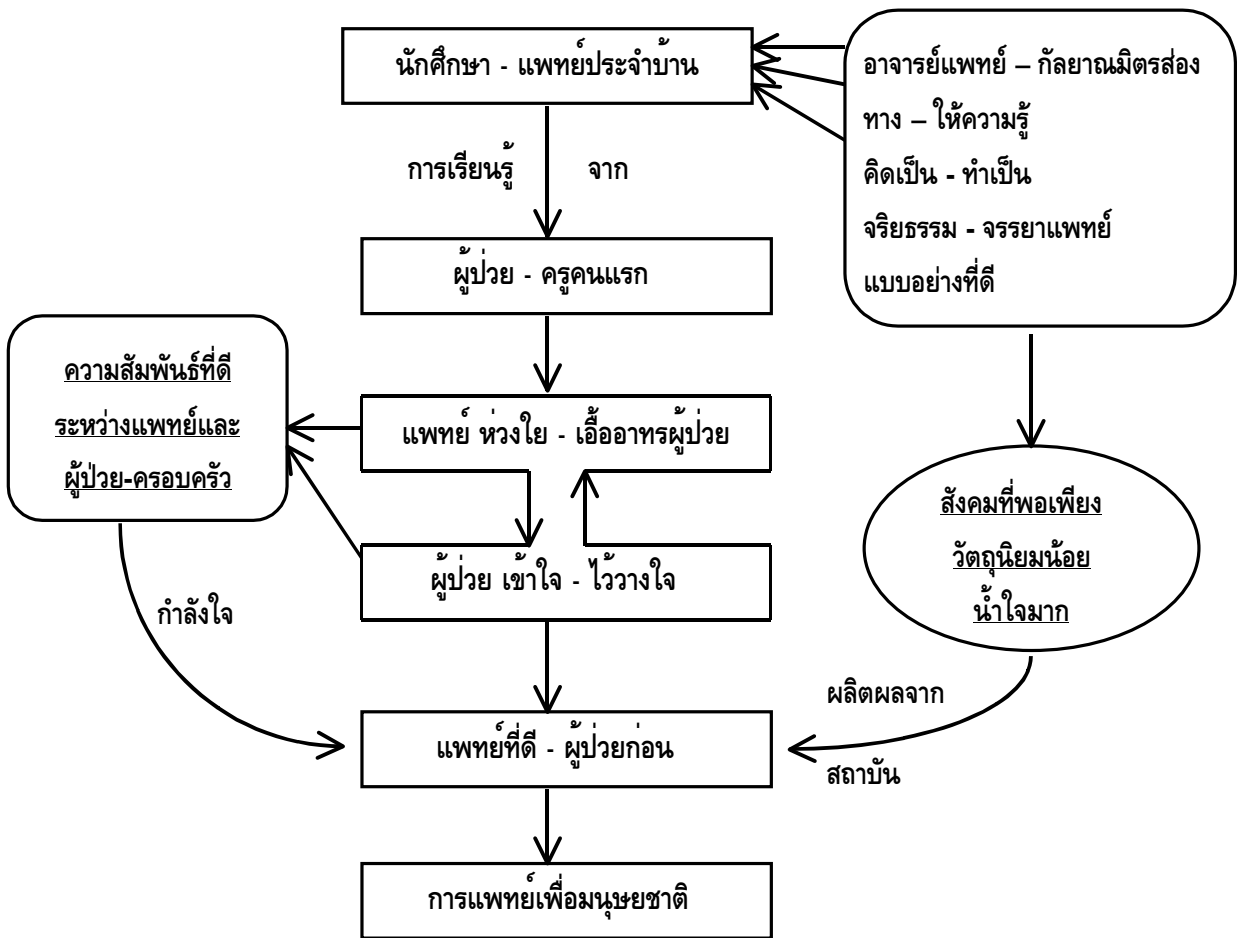 นักศึกษา - แพทย์ประจำบ้าน
อาจารย์แพทย์ – กัลยาณมิตรส่อง
ทาง – ให้ความรู้
คิดเป็น - ทำเป็น
จริยธรรม - จรรยาแพทย์
แบบอย่างที่ดี
การเรียนรู้ จาก
ผู้ป่วย - ครูคนแรก
ความสัมพันธ์ที่ดี
ระหว่างแพทย์และ
ผู้ป่วย-ครอบครัว
แพทย์ ห่วงใย - เอื้ออาทรผู้ป่วย
สังคมที่พอเพียง
วัตถุนิยมน้อย
น้ำใจมาก
ผู้ป่วย เข้าใจ - ไว้วางใจ
กำลังใจ
ผลิตผลจาก
สถาบัน
แพทย์ที่ดี - ผู้ป่วยก่อน
การแพทย์เพื่อมนุษยชาติ